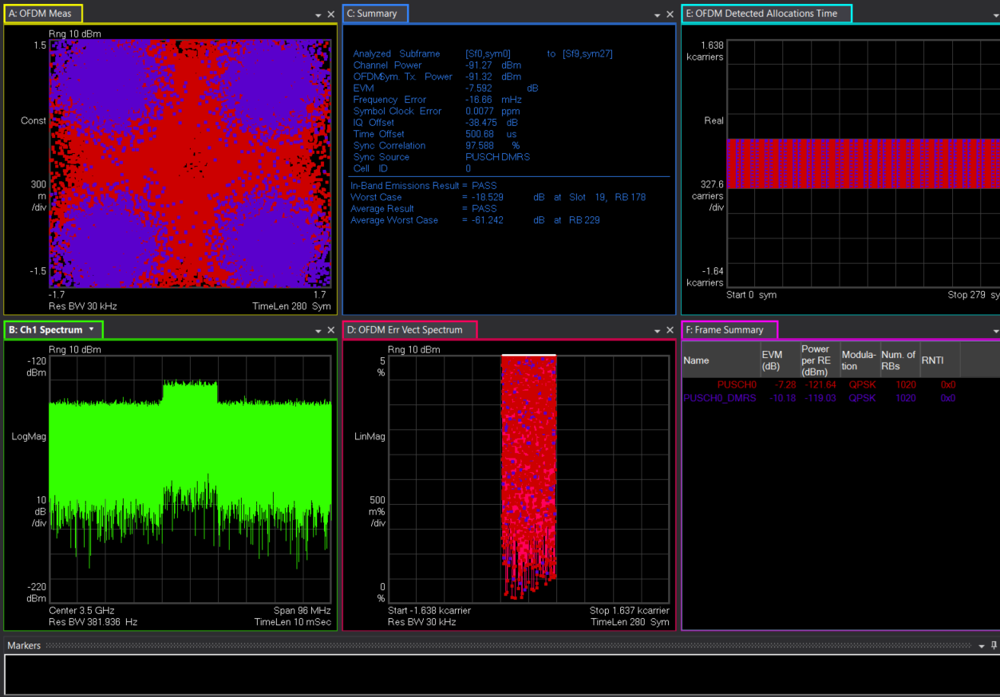 A: OFDM Meas
Rng 10 dBm
1.5
Const
300
m
/div
-1.5
-1.7
1.7
Res BW 30 kHz
TimeLen 280 Sym
C: Summary
Analyzed Subframe [Sf0,sym0] to [Sf9,sym27]
Channel Power -91.27 dBm
OFDMSym. Tx. Power -91.32 dBm
EVM -7.592 dB
Frequency Error -16.66 mHz
Symbol Clock Error 0.0077 ppm
IQ Offset -38.475 dB
Time Offset 500.68 us
Sync Correlation 97.588 %
Sync Source PUSCH DMRS
Cell ID 0
In-Band Emissions Result = PASS
Worst Case = -18.529 dB at Slot 19, RB 178
Average Result = PASS
Average Worst Case = -61.242 dB at RB 229
E: OFDM Detected Allocations Time
1.638
kcarriers
Real
327.6
carriers
/div
-1.64
kcarriers
Start 0 sym
Stop 279 sy
B: Ch1 Spectrum
Rng 10 dBm
-120
dBm
LogMag
10
dB
/div
-220
dBm
Center 3.5 GHz
Span 96 MHz
Res BW 381.936 Hz
TimeLen 10 mSec
D: OFDM Err Vect Spectrum
Rng 10 dBm
5
%
LinMag
500
m%
/div
0
%
Start -1.638 kcarrier
Stop 1.637 kcarrier
Res BW 30 kHz
TimeLen 280 Sym
F: Frame Summary
Name EVM (dB) Power per RE (dBm) Modula-tion Num. of RBs RNTI
PUSCH0 -7.28 -121.64 QPSK 1020 0x0
PUSCH0_DMRS -10.18 -119.03 QPSK 1020 0x0
Markers